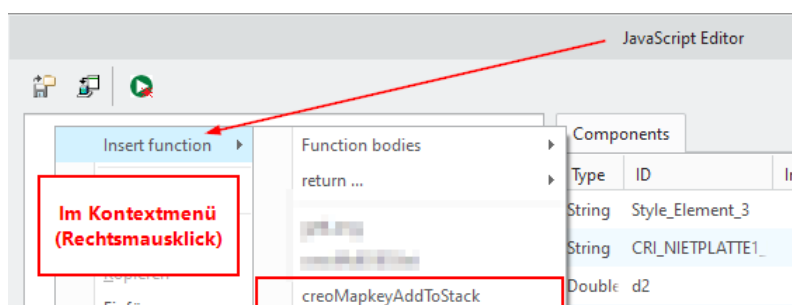 JavaScript Editor
Insert function
Function bodies
return ...
Components
Type ID
String Style_Element_3
String CRI_NIETPLATTE1_
Double d2
Im Kontextmenü
(Rechtsmausklick)
creoMapkeyAddToStack